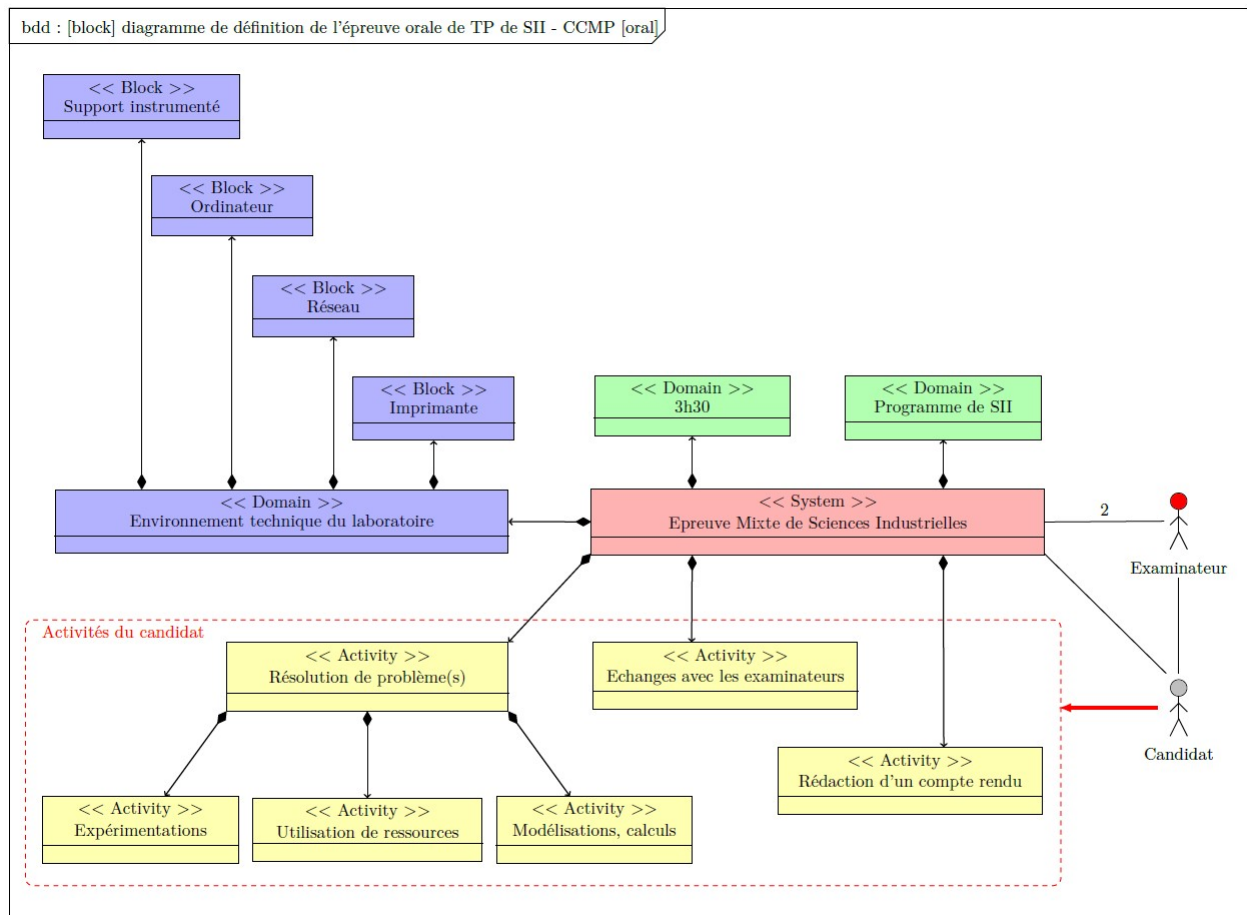 bdd : [block] diagramme de définition de l'épreuve orale de TP de SII - CCMP [oral]
<< Block >>
Support instrumenté
<< Block >>
Ordinateur
<< Block >>
Réseau
<< Block >>
Imprimante
<< Domain >>
3h30
<< Domain >>
Programme de SII
<< Domain >>
Environnement technique du laboratoire
<< System >>
Epreuve Mixte de Sciences Industrielles
2
Examinateur
Activités du candidat
<< Activity >>
Résolution de problème(s)
<< Activity >>
Echanges avec les examinateurs
Candidat
<< Activity >>
Rédaction d'un compte rendu
<< Activity >>
Expérimentations
<< Activity >>
Utilisation de ressources
<< Activity >>
Modélisations, calculs